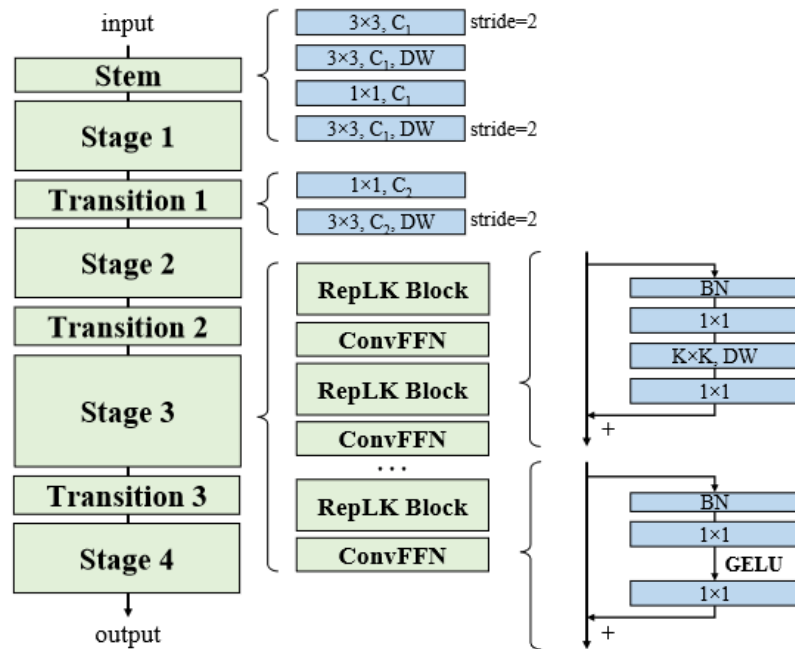 input
Stem
Stage 1
Transition 1
Stage 2
Transition 2
Stage 3
Transition 3
Stage 4
output
3×3, C₁ stride=2
3×3, C₁, DW
1×1, C₁
3×3, C₁, DW stride=2
1×1, C₂
3×3, C₂, DW stride=2
RepLK Block
ConvFFN
RepLK Block
ConvFFN
...
RepLK Block
ConvFFN
BN
1×1
K×K, DW
1×1
+
BN
1×1
GELU
1×1
+